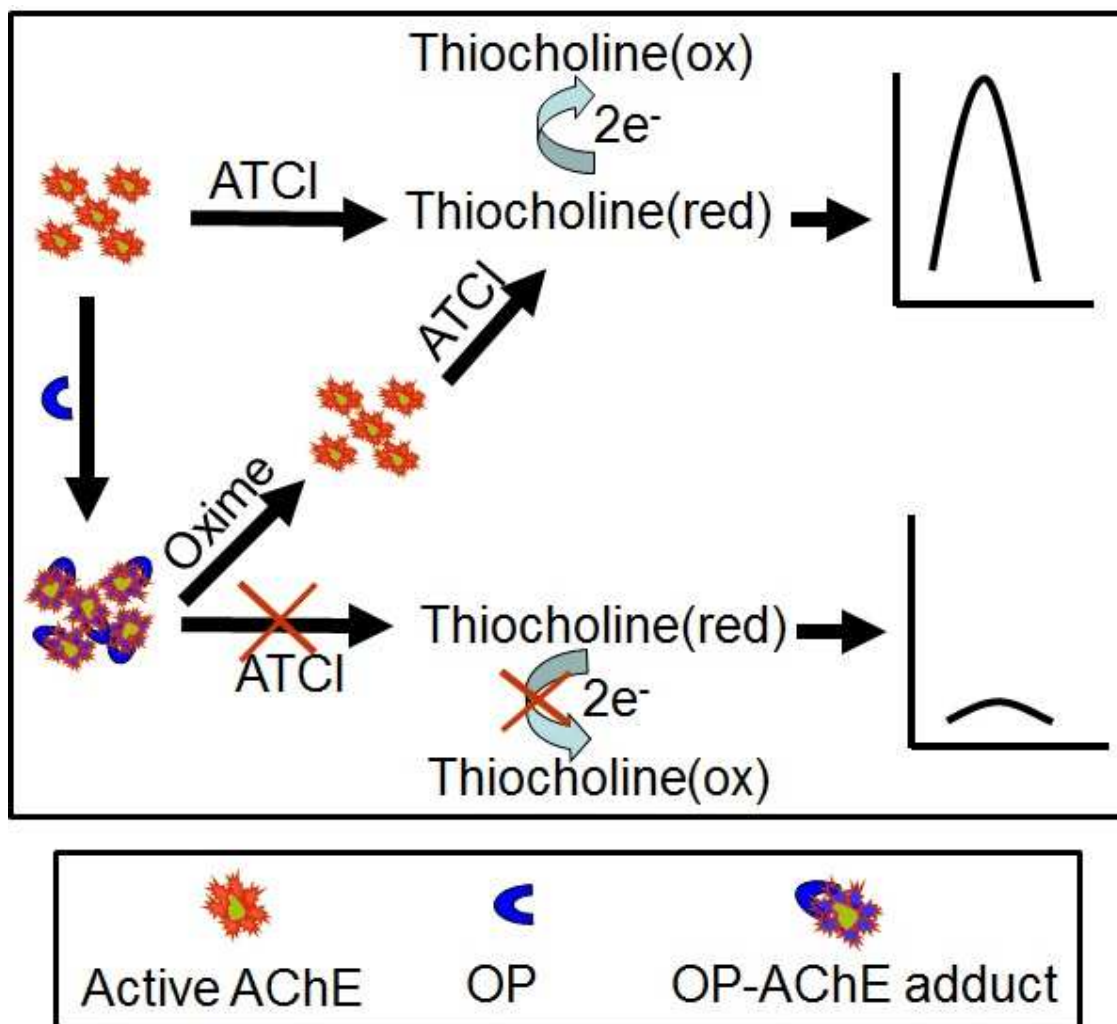 Thiocholine(ox)
2e-
ATCI
Thiocholine(red)
ATCI
Oxime
ATCI
Thiocholine(red)
2e-
Thiocholine(ox)
Active AChE
OP
OP-AChE adduct